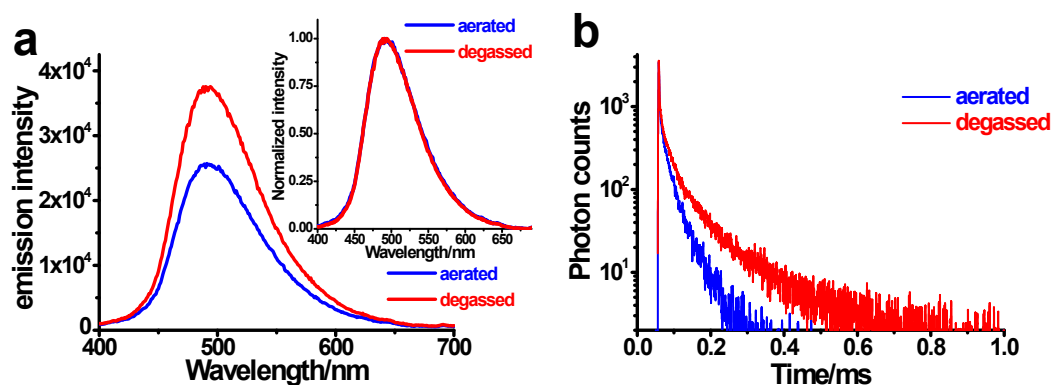 a
emission intensity
4x10⁴
3x10⁴
2x10⁴
1x10⁴
0
400 500 600 700
Wavelength/nm
aerated
degassed
Normalized intensity
1.00
0.75
0.50
0.25
0.00
400 450 500 550 600 650
Wavelength/nm
aerated
degassed
b
Photon counts
10³
10²
10¹
0.0 0.2 0.4 0.6 0.8 1.0
Time/ms
aerated
degassed